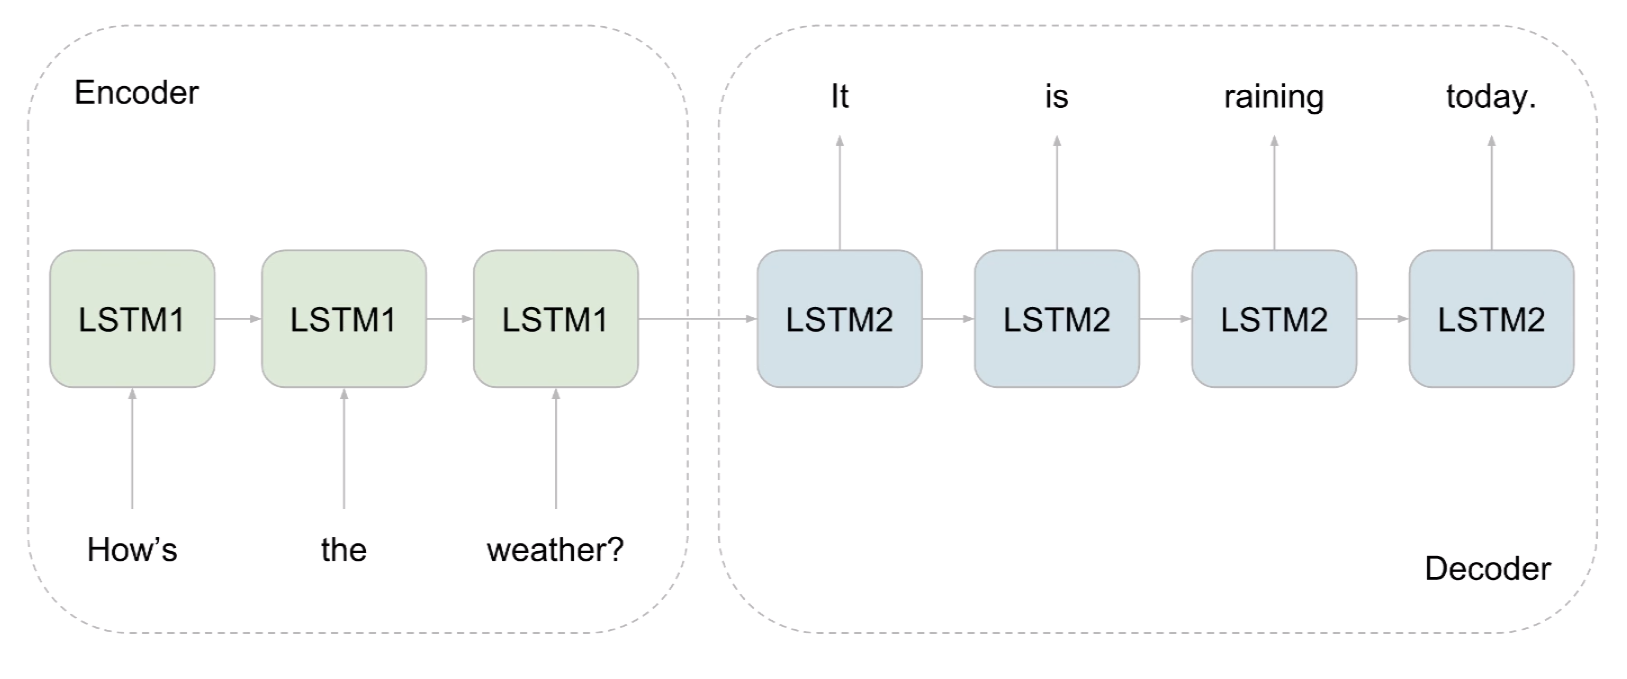 Encoder
LSTM1 LSTM1 LSTM1
How’s the weather?
It is raining today.
LSTM2 LSTM2 LSTM2 LSTM2
Decoder